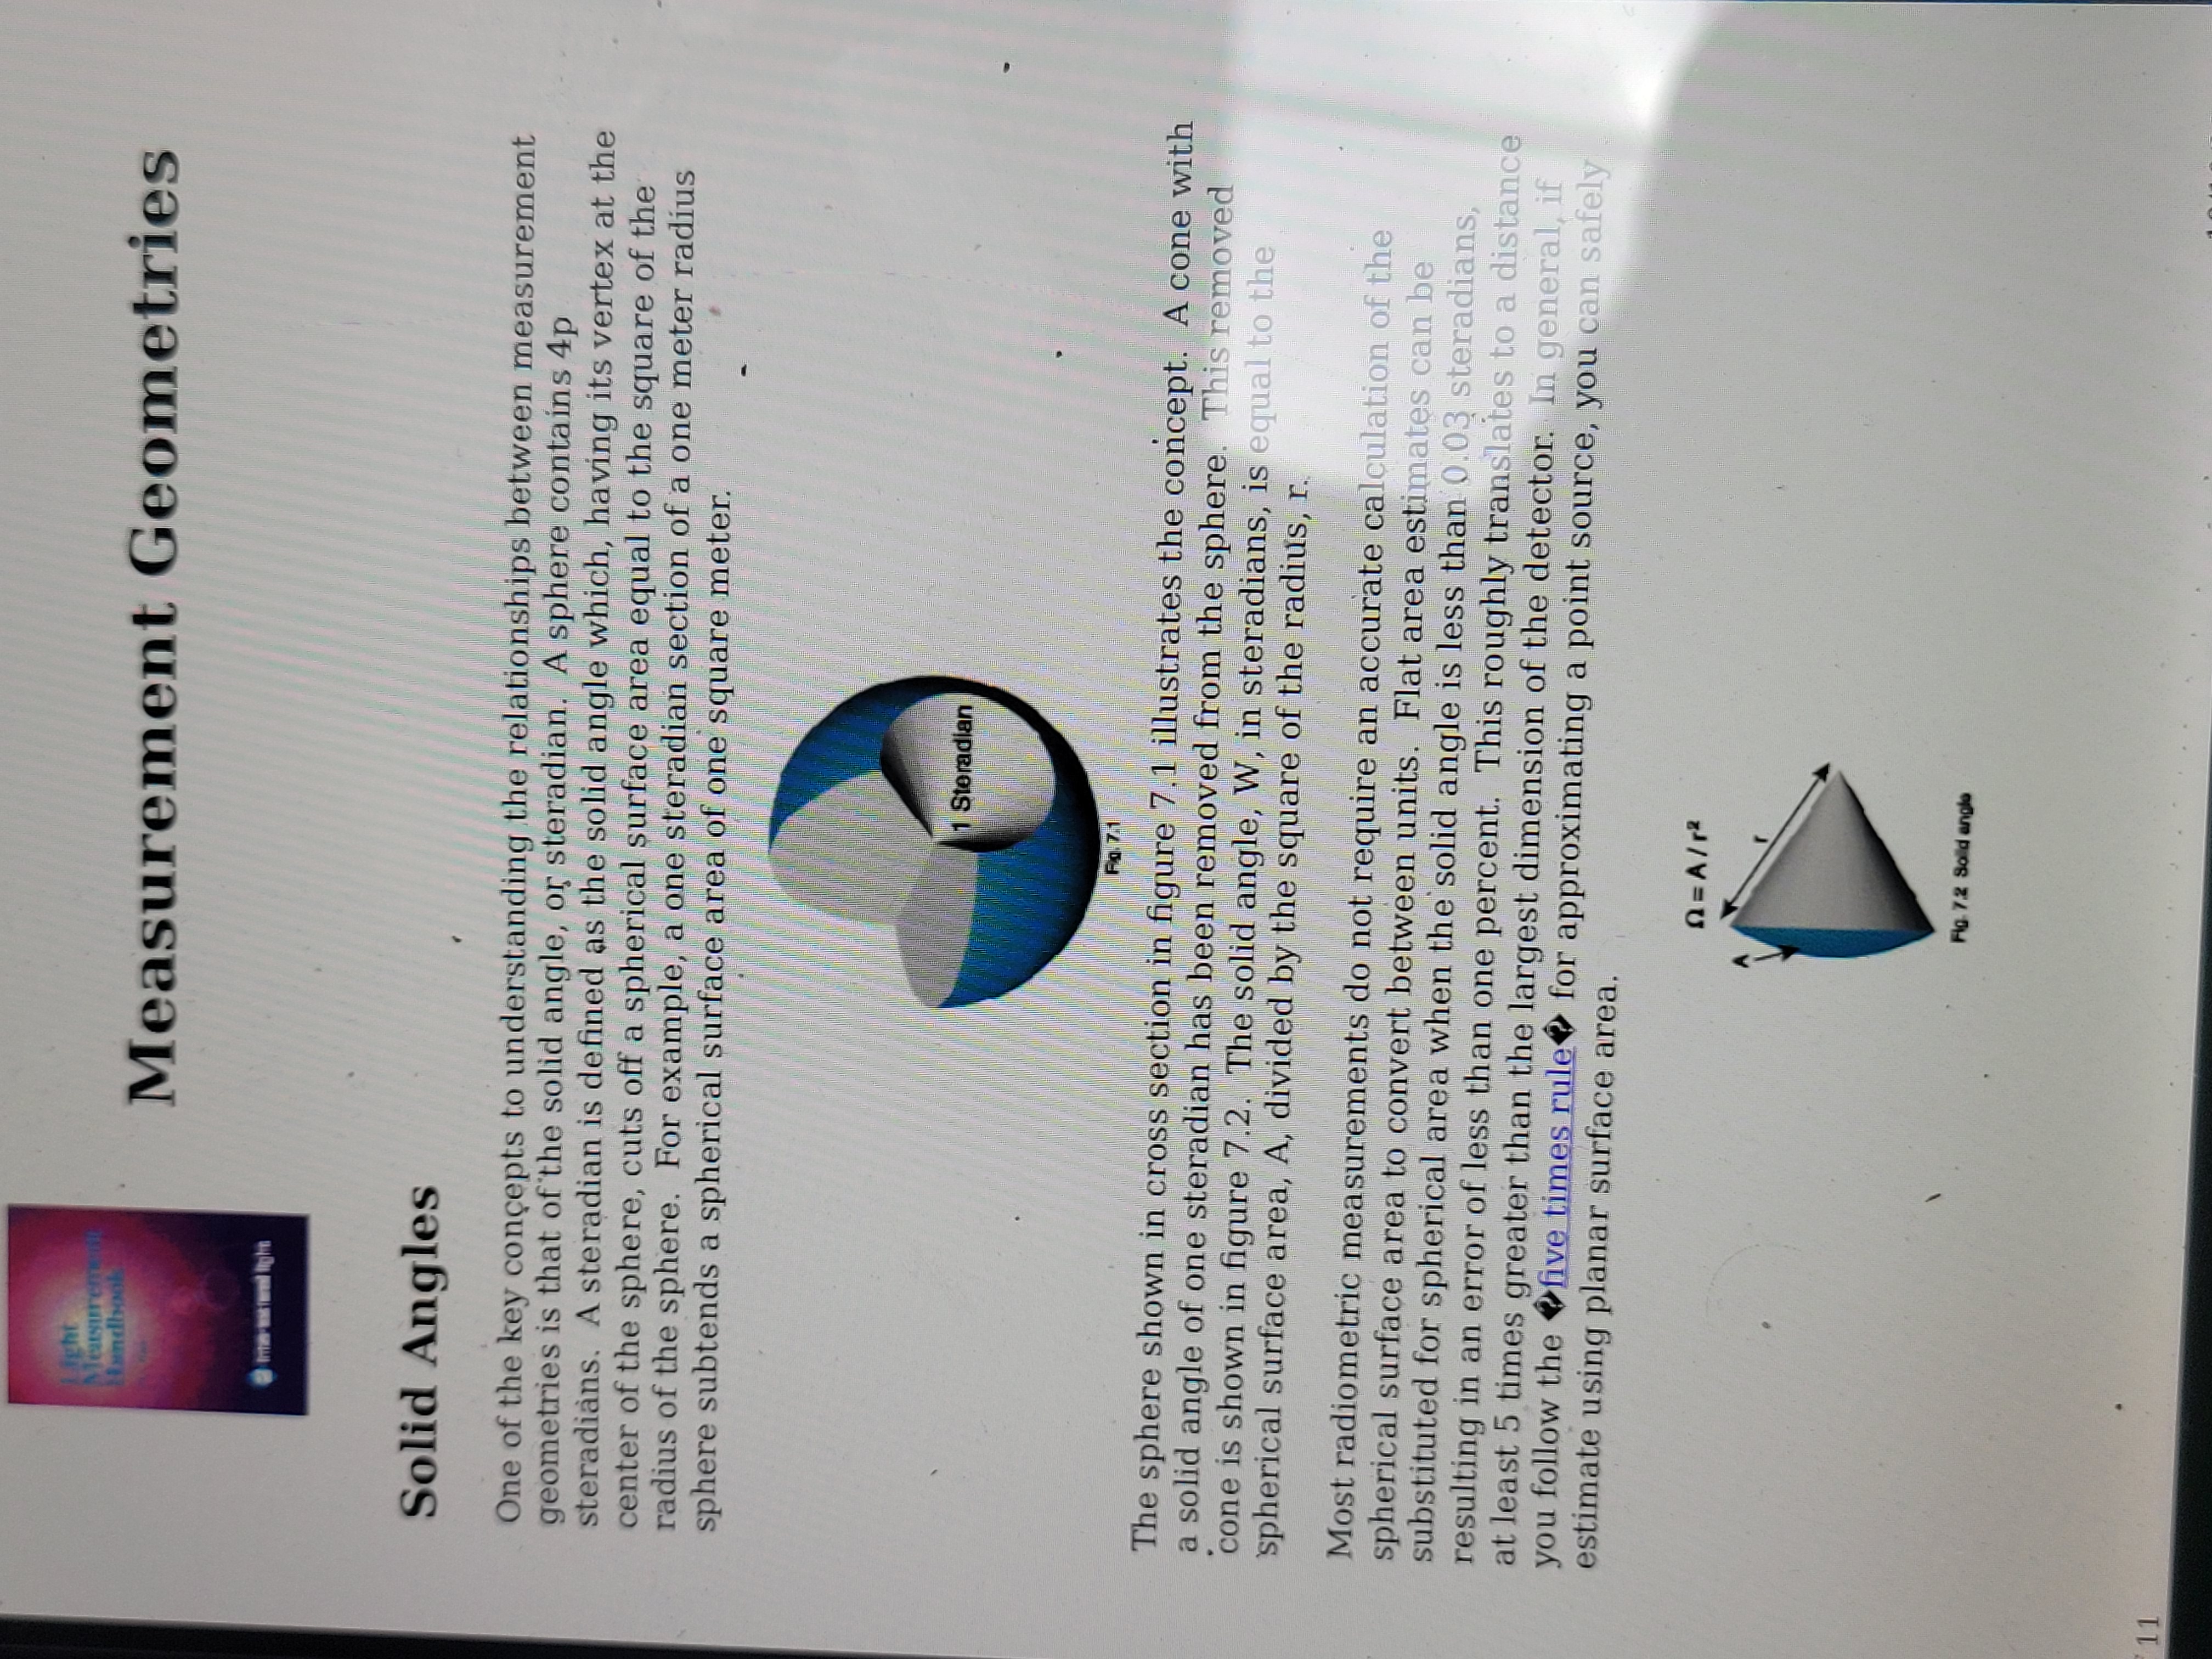 Light
Measurement
Handbook
international light
Measurement Geometries
Solid Angles
One of the key concepts to understanding the relationships between measurement
geometries is that of the solid angle, or steradian.  A sphere contains 4p
steradians.  A steradian is defined as the solid angle which, having its vertex at the
center of the sphere, cuts off a spherical surface area equal to the square of the
radius of the sphere.  For example, a one steradian section of a one meter radius
sphere subtends a spherical surface area of one square meter.
1 Steradian
Fig. 7.1
The sphere shown in cross section in figure 7.1 illustrates the concept.  A cone with
a solid angle of one steradian has been removed from the sphere.  This removed
cone is shown in figure 7.2.  The solid angle, W, in steradians, is equal to the
spherical surface area, A, divided by the square of the radius, r.
Most radiometric measurements do not require an accurate calculation of the
spherical surface area to convert between units.  Flat area estimates can be
substituted for spherical area when the solid angle is less than 0.03 steradians,
resulting in an error of less than one percent.  This roughly translates to a distance
at least 5 times greater than the largest dimension of the detector.  In general, if
you follow the �five times rule� for approximating a point source, you can safely
estimate using planar surface area.
Ω = A / r²
A
r
Fig. 7.2 Solid angle
11